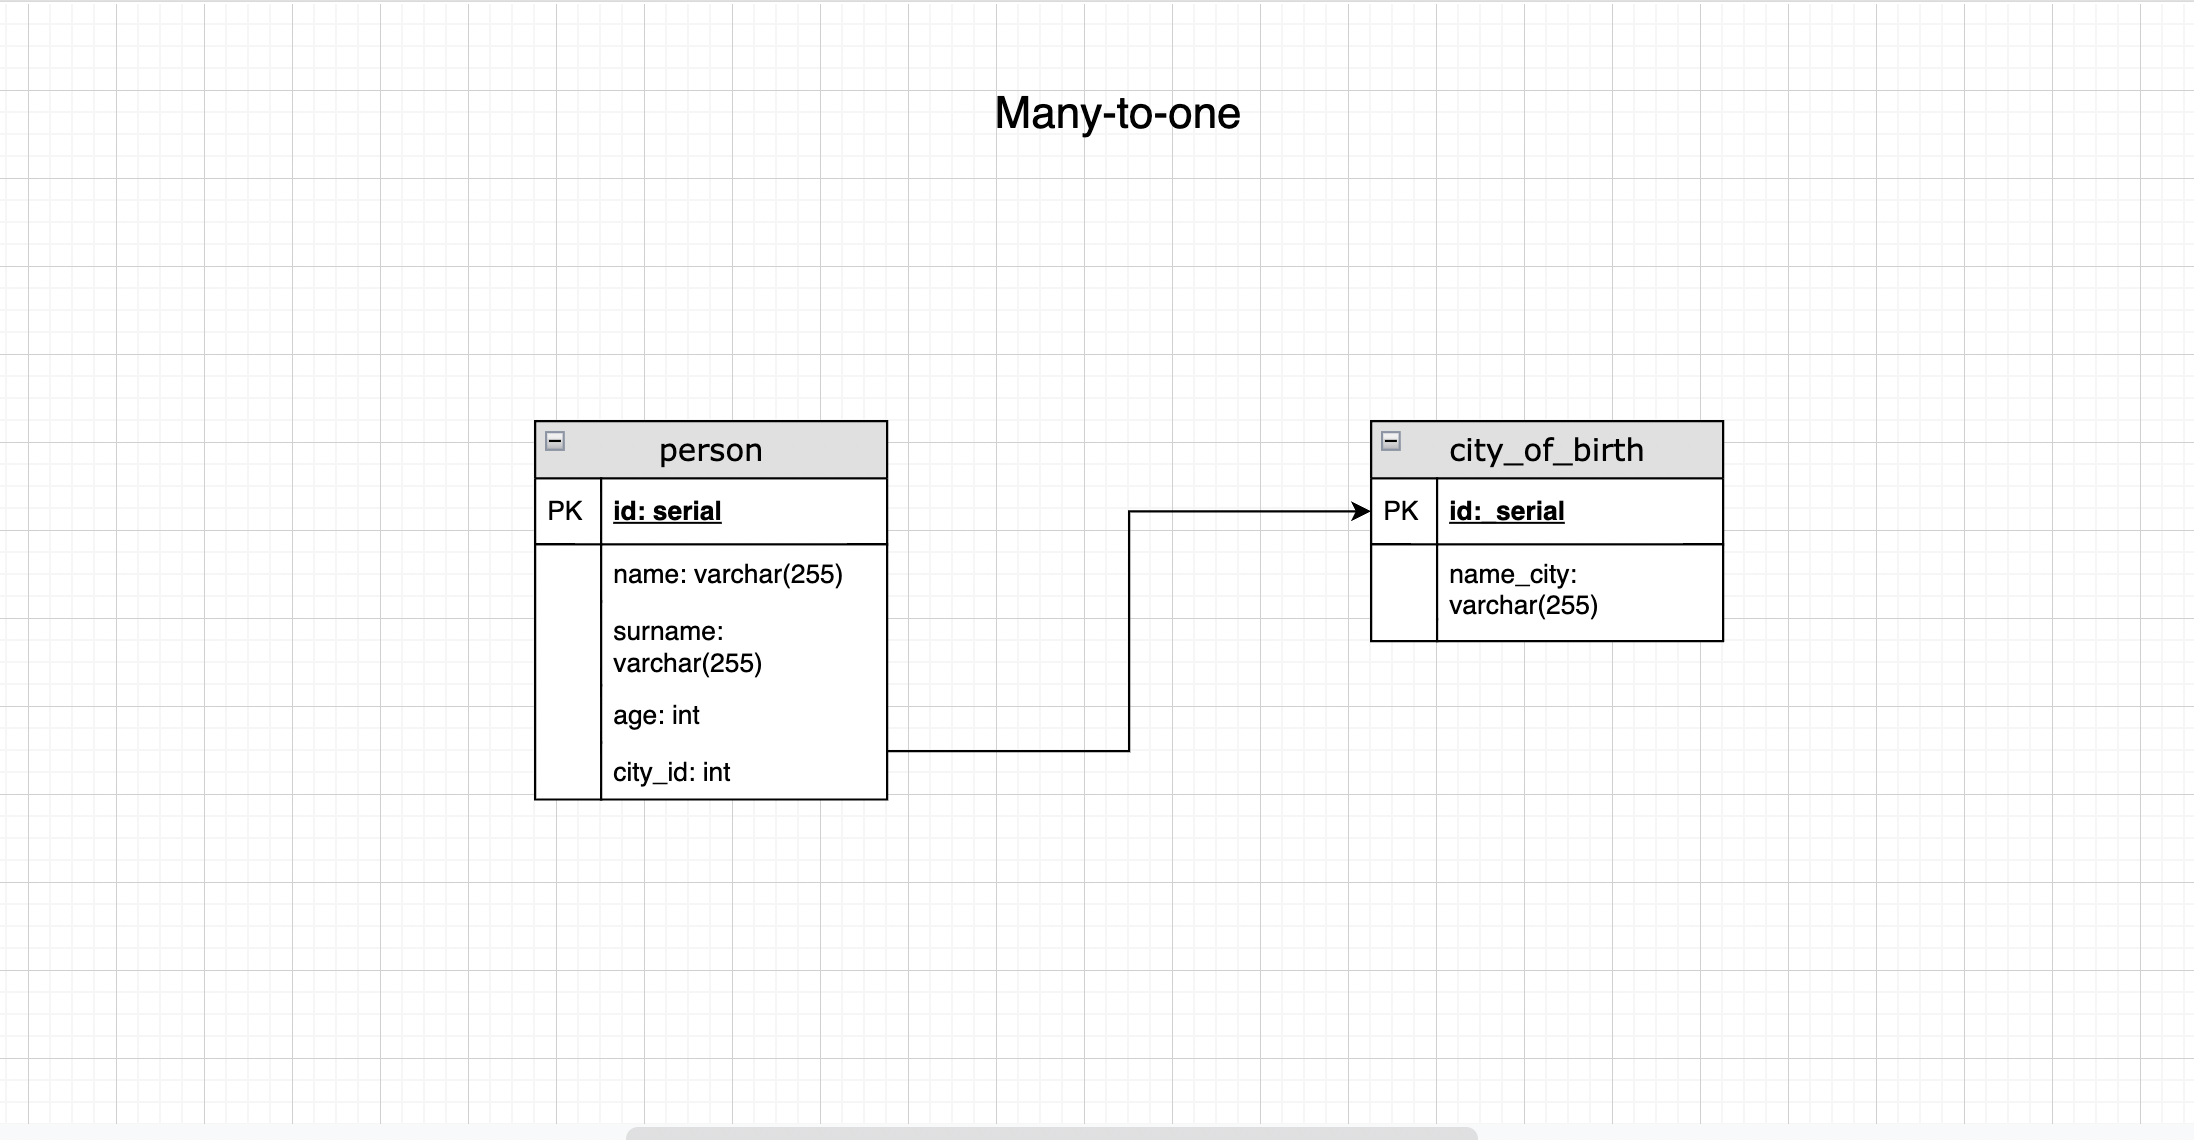 Many-to-one
person
PK id: serial
name: varchar(255)
surname:
varchar(255)
age: int
city_id: int
city_of_birth
PK id: serial
name_city:
varchar(255)